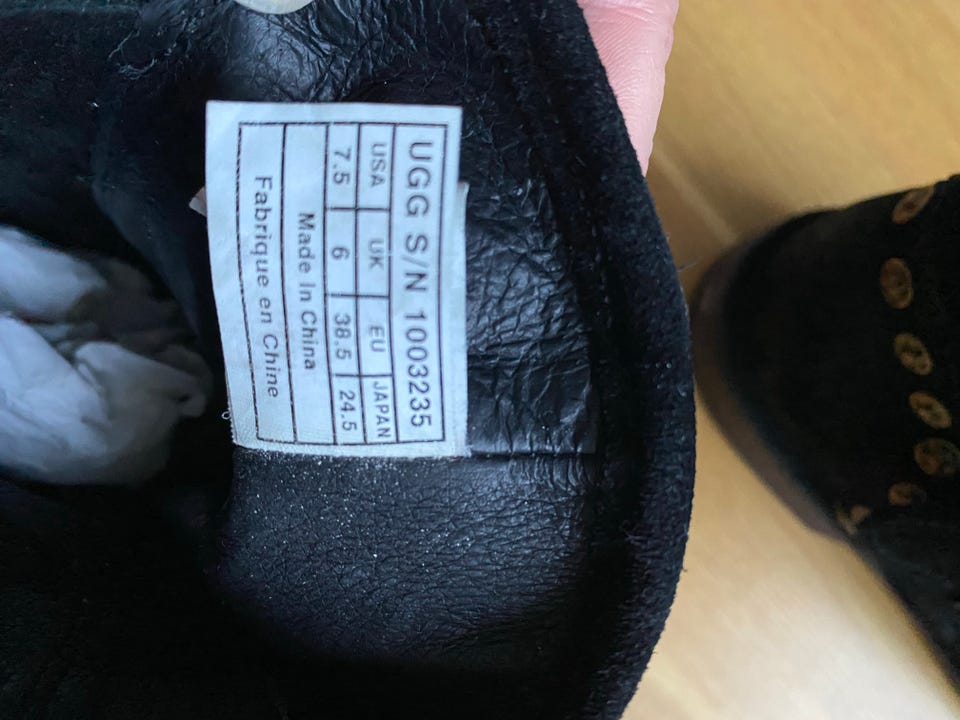 UGG S/N 1003235
USA UK EU JAPAN
7.5 6 38.5 24.5
Made In China
Fabrique en Chine